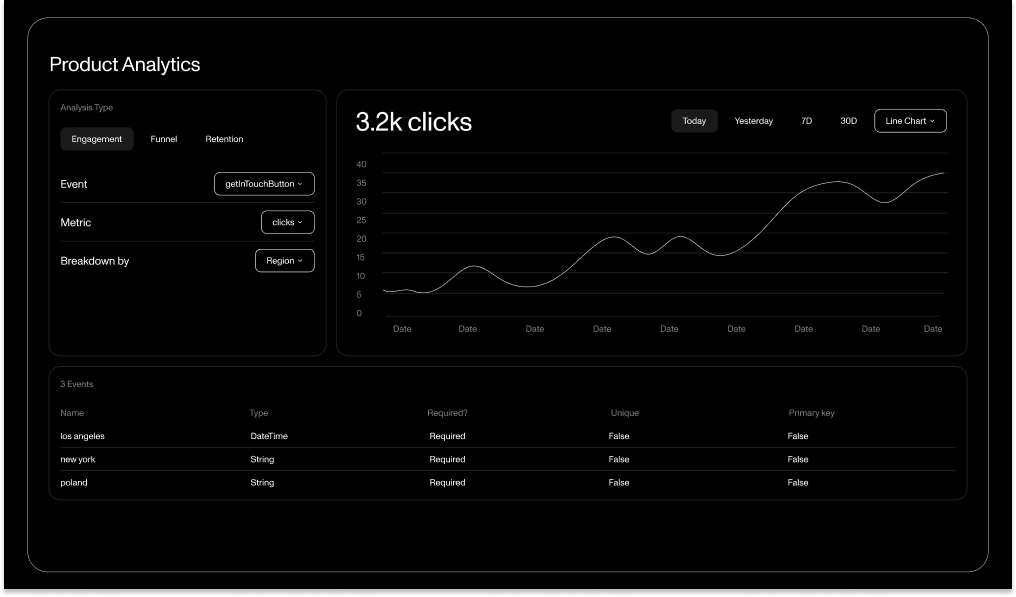 Product Analytics
Analysis Type
Engagement Funnel Retention
Event getInTouchButton
Metric clicks
Breakdown by Region
3.2k clicks
Today Yesterday 7D 30D Line Chart
40
35
30
25
20
15
10
5
0
Date Date Date Date Date Date Date Date Date
3 Events
Name Type Required? Unique Primary key
los angeles DateTime Required False False
new york String Required False False
poland String Required False False